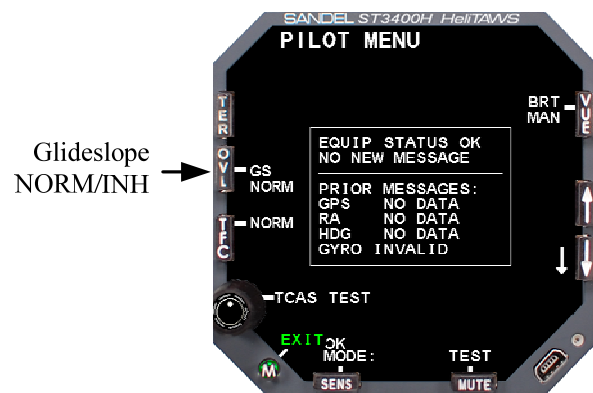 SANDEL ST3400H HeliTAWS
PILOT MENU
TER
BRT
MAN
VUE
EQUIP STATUS OK
NO NEW MESSAGE
Glideslope
NORM/INH
OVL
GS
NORM
PRIOR MESSAGES:
GPS NO DATA
RA NO DATA
HDG NO DATA
GYRO INVALID
TFC
NORM
TCAS TEST
EXIT
OK
MODE:
TEST
M
SENS
MUTE